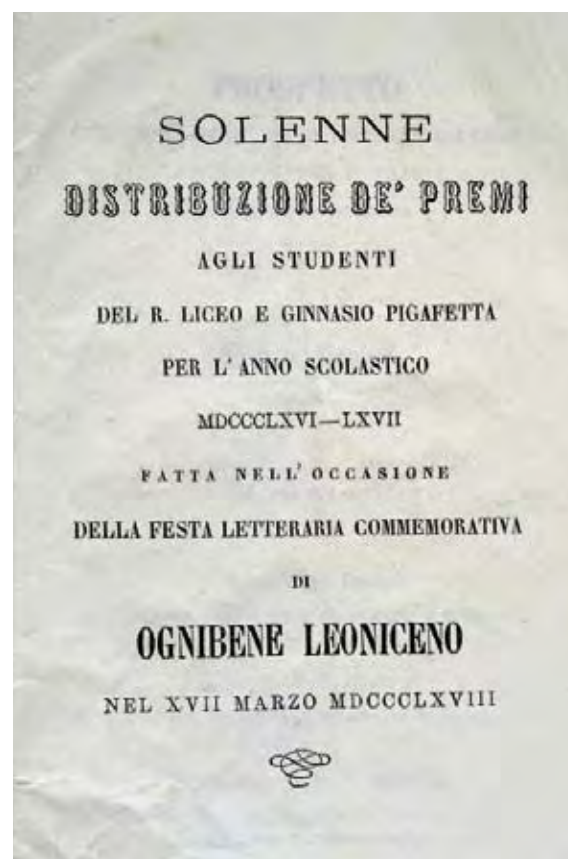 SOLENNE
DISTRIBUZIONE DE' PREMI
AGLI STUDENTI
DEL R. LICEO E GINNASIO PIGAFETTA
PER L'ANNO SCOLASTICO
MDCCCLXVI—LXVII
FATTA NELL'OCCASIONE
DELLA FESTA LETTERARIA COMMEMORATIVA
DI
OGNIBENE LEONICENO
NEL XVII MARZO MDCCCLXVIII